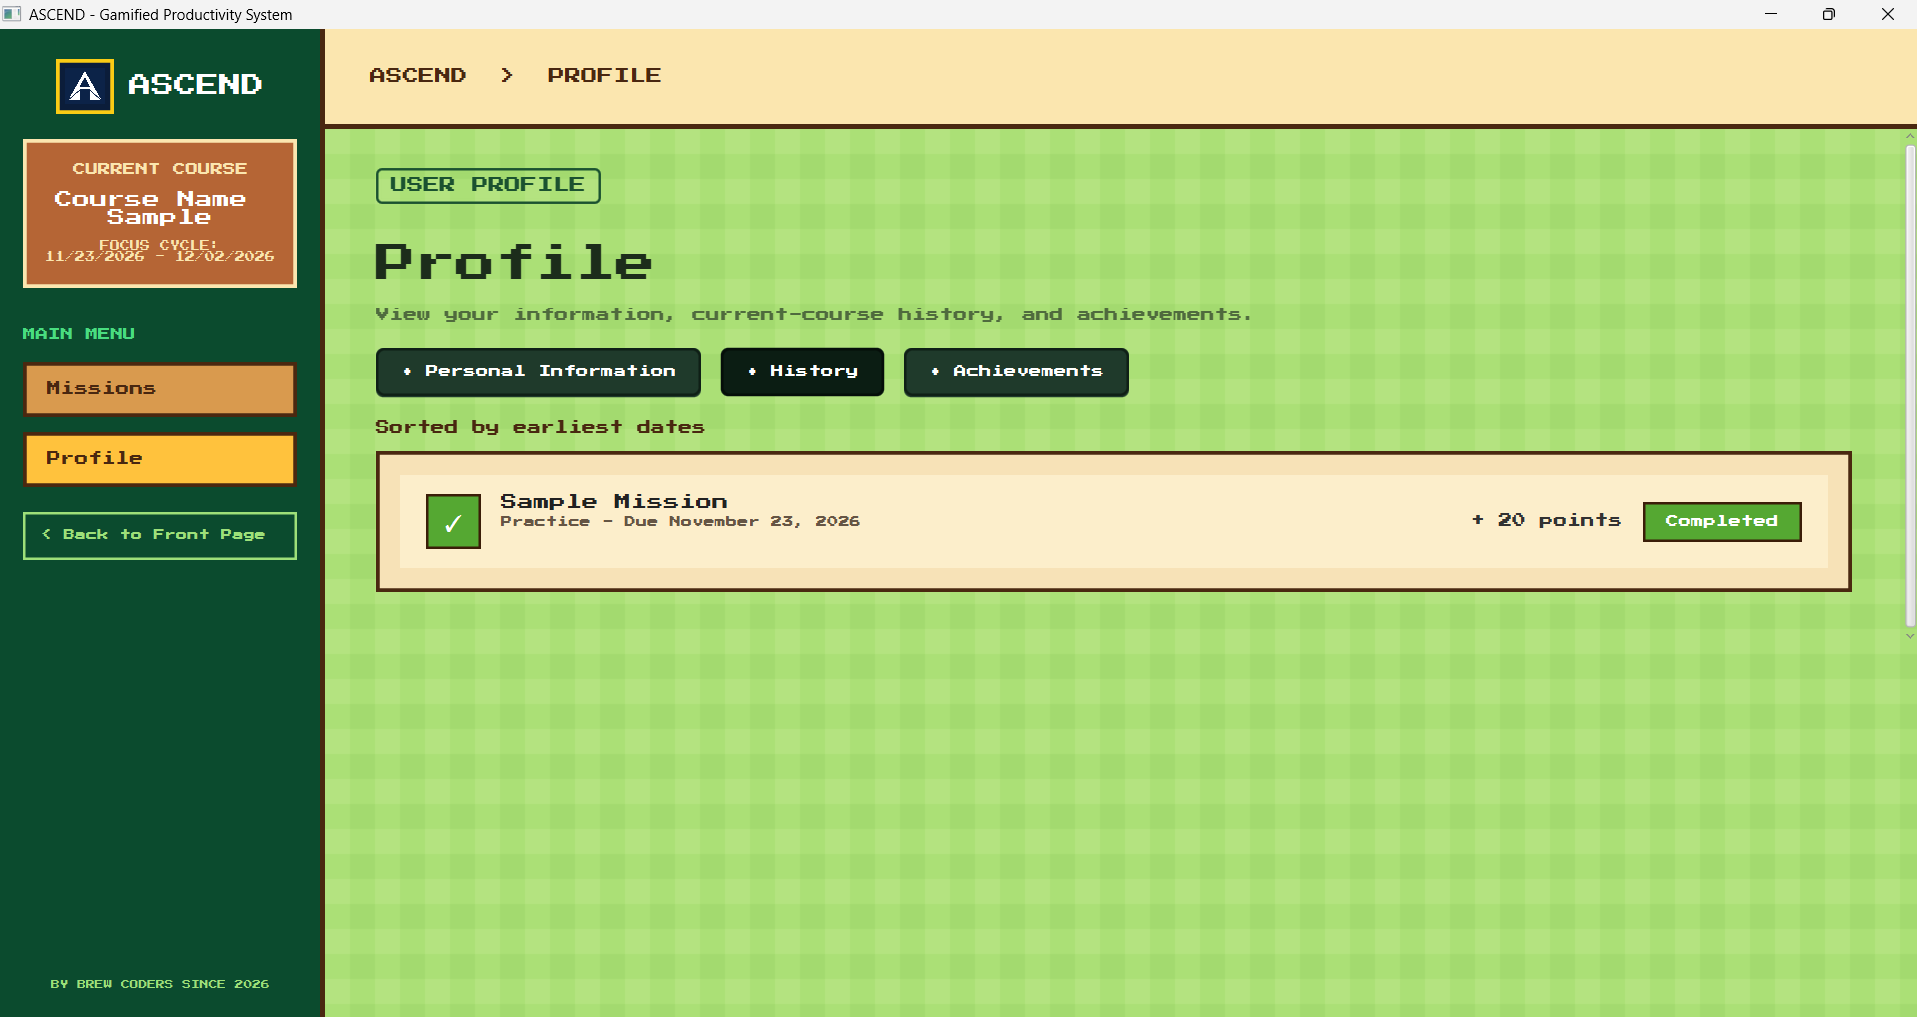 ASCEND - Gamified Productivity System
ASCEND
ASCEND > PROFILE
CURRENT COURSE
Course Name
Sample
FOCUS CYCLE:
11/23/2026 - 12/02/2026
MAIN MENU
Missions
Profile
< Back to Front Page
BY BREW CODERS SINCE 2026
USER PROFILE
Profile
View your information, current-course history, and achievements.
• Personal Information
• History
• Achievements
Sorted by earliest dates
✓
Sample Mission
Practice - Due November 23, 2026
+ 20 points
Completed